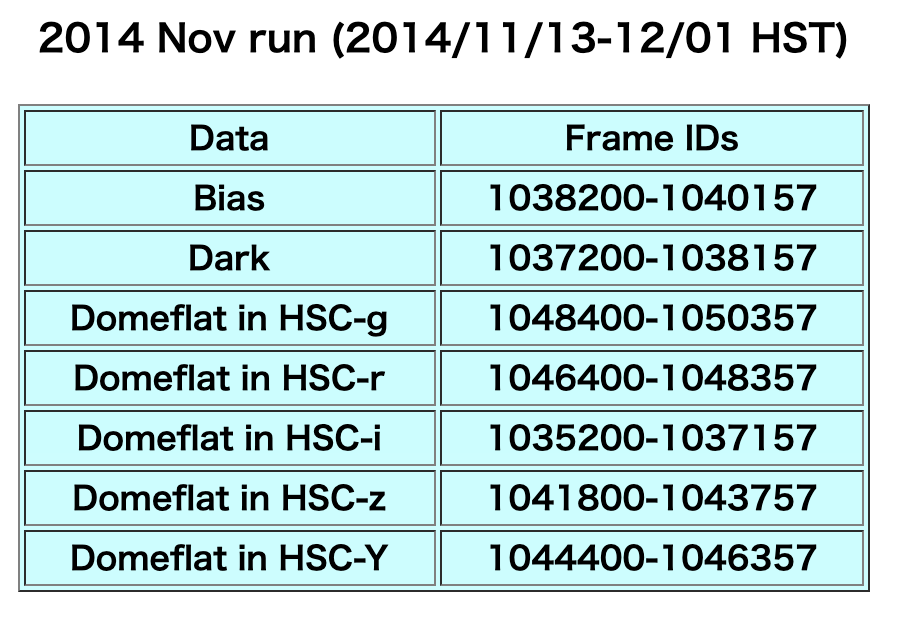 2014 Nov run (2014/11/13-12/01 HST)
Data Frame IDs
Bias 1038200-1040157
Dark 1037200-1038157
Domeflat in HSC-g 1048400-1050357
Domeflat in HSC-r 1046400-1048357
Domeflat in HSC-i 1035200-1037157
Domeflat in HSC-z 1041800-1043757
Domeflat in HSC-Y 1044400-1046357